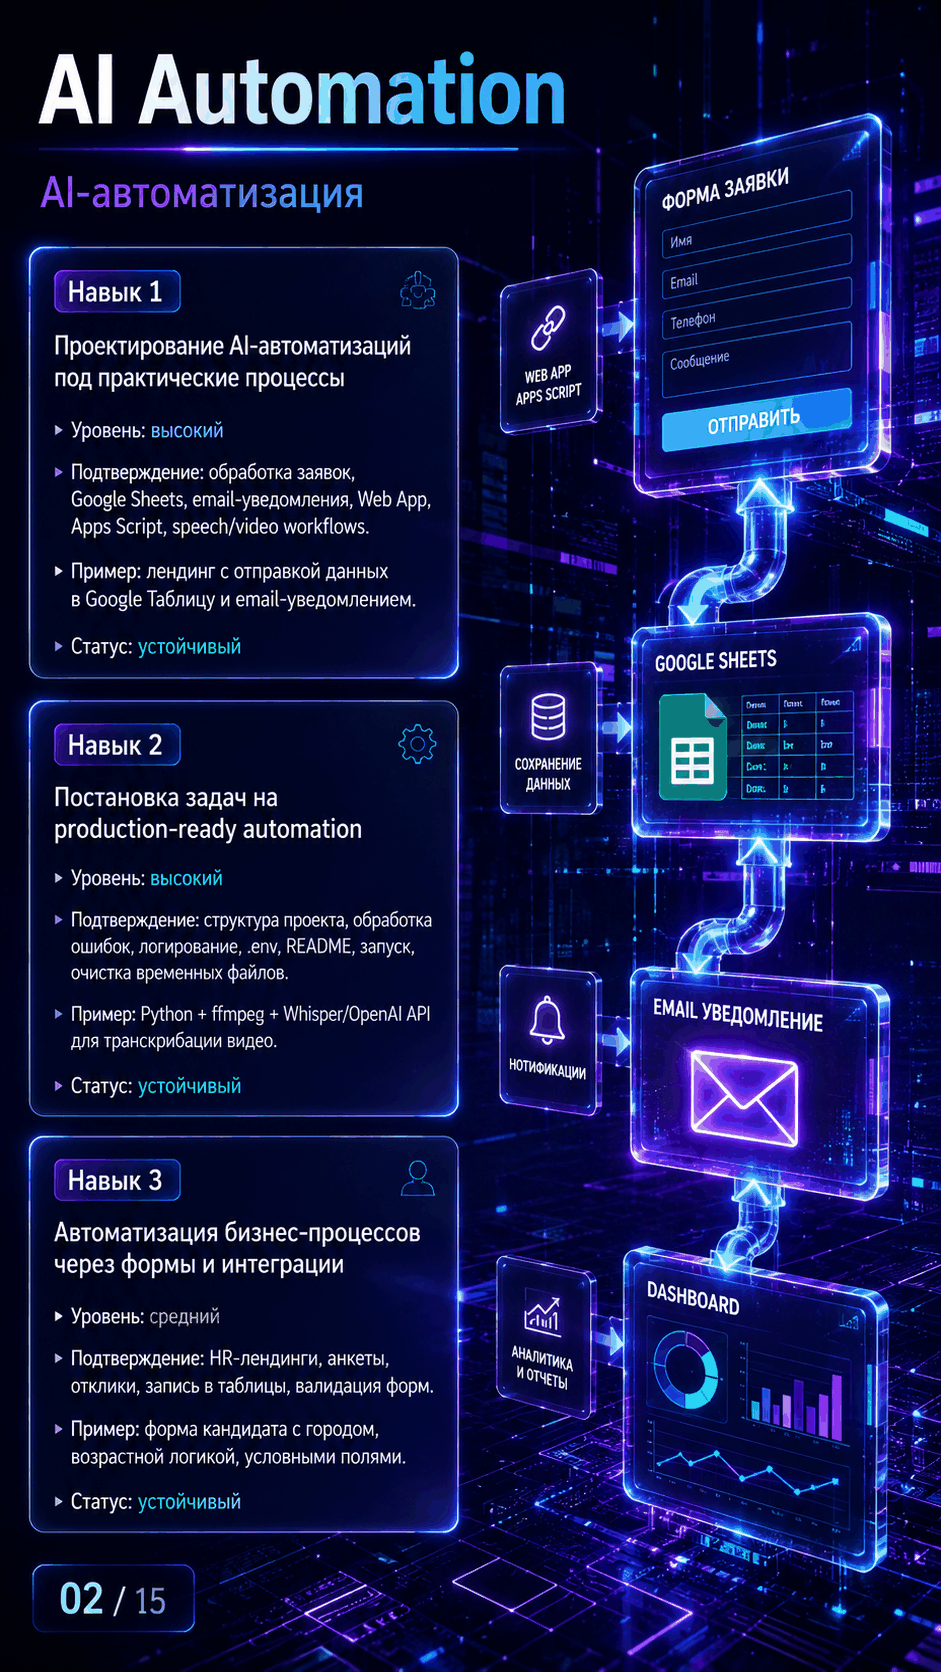 AI Automation
AI-автоматизация
Навык 1
Проектирование AI-автоматизаций
под практические процессы
Уровень: высокий
Подтверждение: обработка заявок,
Google Sheets, email-уведомления, Web App,
Apps Script, speech/video workflows.
Пример: лендинг с отправкой данных
в Google Таблицу и email-уведомлением.
Статус: устойчивый
Навык 2
Постановка задач на
production-ready automation
Уровень: высокий
Подтверждение: структура проекта, обработка
ошибок, логирование, .env, README, запуск,
очистка временных файлов.
Пример: Python + ffmpeg + Whisper/OpenAI API
для транскрибации видео.
Статус: устойчивый
Навык 3
Автоматизация бизнес-процессов
через формы и интеграции
Уровень: средний
Подтверждение: HR-лендинги, анкеты,
отклики, запись в таблицы, валидация форм.
Пример: форма кандидата с городом,
возрастной логикой, условными полями.
Статус: устойчивый
02 / 15
WEB APP
APPS SCRIPT
ФОРМА ЗАЯВКИ
Имя
Email
Телефон
Сообщение
ОТПРАВИТЬ
СОХРАНЕНИЕ
ДАННЫХ
GOOGLE SHEETS
НОТИФИКАЦИИ
EMAIL УВЕДОМЛЕНИЕ
АНАЛИТИКА
И ОТЧЕТЫ
DASHBOARD